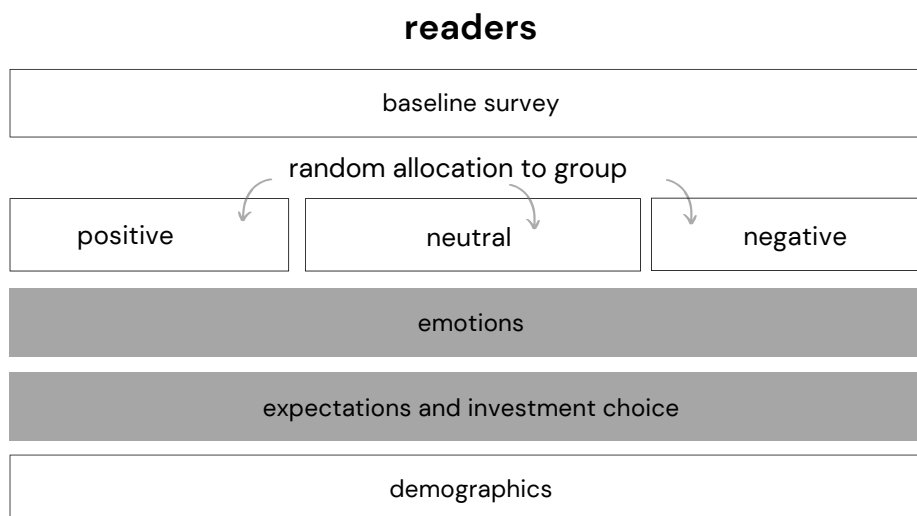 readers
baseline survey
random allocation to group
positive
neutral
negative
emotions
expectations and investment choice
demographics